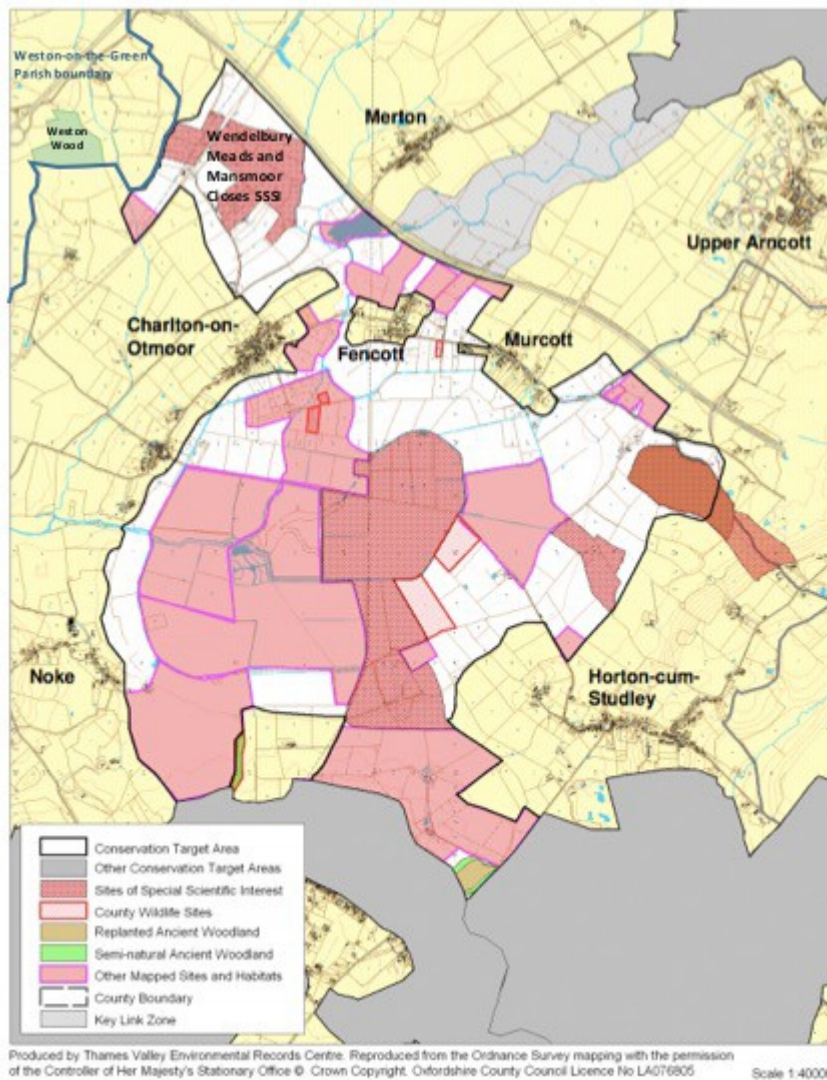 Weston-on-the-Green
Parish boundary
Weston
Wood
Wendelbury
Meads and
Mansmoor
Closes SSSI
Merton
Upper Arncott
Charlton-on-
Otmoor
Fencott
Murcott
Noke
Horton-cum-
Studley
Conservation Target Area
Other Conservation Target Areas
Sites of Special Scientific Interest
County Wildlife Sites
Replanted Ancient Woodland
Semi-natural Ancient Woodland
Other Mapped Sites and Habitats
County Boundary
Key Link Zone
Produced by Thames Valley Environmental Records Centre. Reproduced from the Ordnance Survey mapping with the permission
of the Controller of Her Majesty's Stationary Office © Crown Copyright. Oxfordshire County Council Licence No LA076805
Scale 1:40000